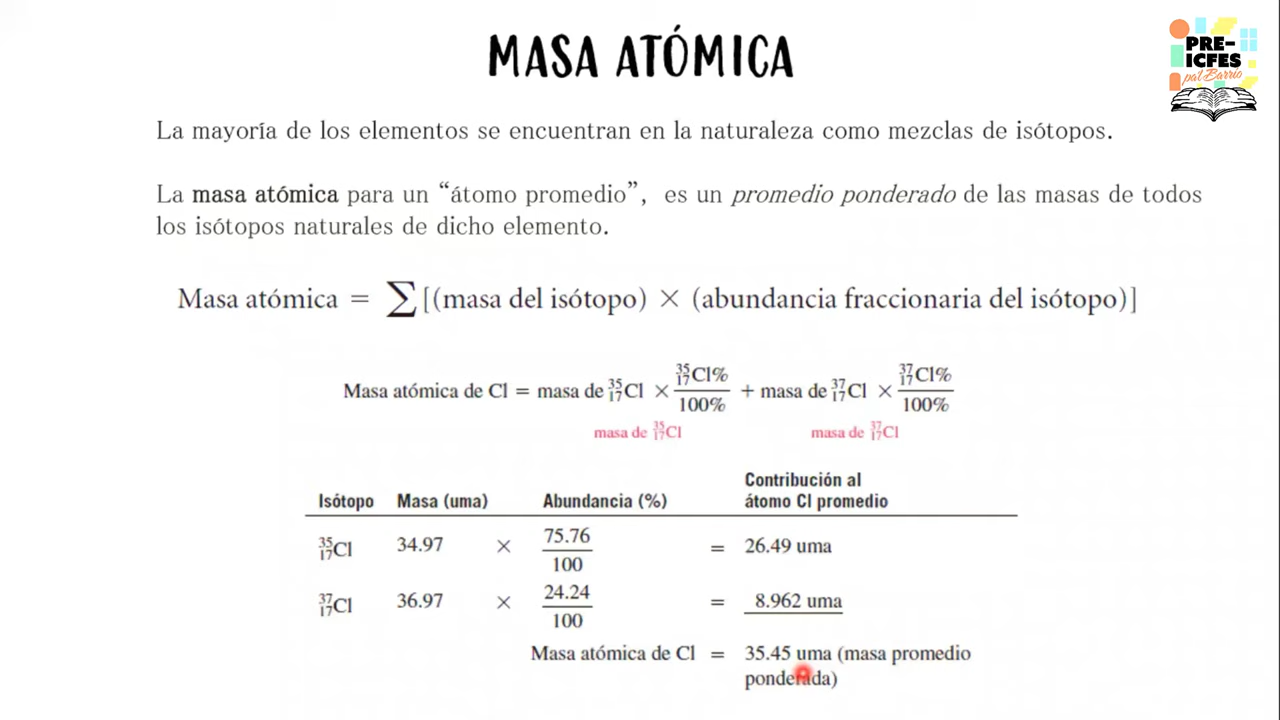 MASA ATÓMICA
PRE-
ICFES
pal Barrio
La mayoría de los elementos se encuentran en la naturaleza como mezclas de isótopos.
La masa atómica para un “átomo promedio”, es un promedio ponderado de las masas de todos
los isótopos naturales de dicho elemento.
Masa atómica = ∑[(masa del isótopo) × (abundancia fraccionaria del isótopo)]
Masa atómica de Cl = masa de ³⁵₁₇Cl × ³⁵₁₇Cl%/100% + masa de ³⁷₁₇Cl × ³⁷₁₇Cl%/100%
masa de ³⁵₁₇Cl masa de ³⁷₁₇Cl
Contribución al
Isótopo Masa (uma) Abundancia (%) átomo Cl promedio
³⁵₁₇Cl 34.97 × 75.76/100 = 26.49 uma
³⁷₁₇Cl 36.97 × 24.24/100 = 8.962 uma
Masa atómica de Cl = 35.45 uma (masa promedio
ponderada)